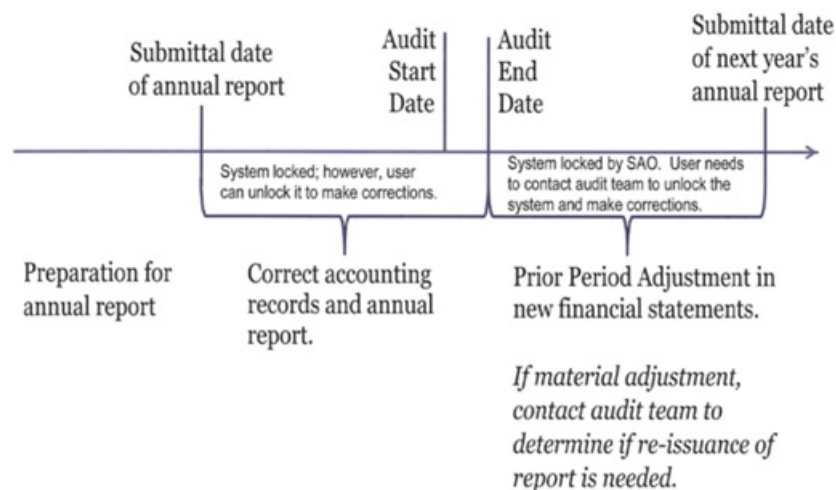 Submittal date
of annual report
Audit
Start
Date
Audit
End
Date
Submittal date
of next year's
annual report
System locked; however, user
can unlock it to make corrections.
System locked by SAO. User needs
to contact audit team to unlock the
system and make corrections.
Preparation for
annual report
Correct accounting
records and annual
report.
Prior Period Adjustment in
new financial statements.
If material adjustment,
contact audit team to
determine if re-issuance of
report is needed.